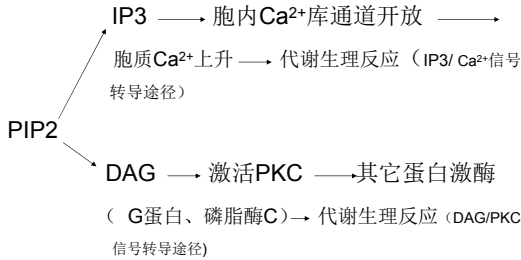 IP3 → 胞内Ca²⁺库通道开放 →
胞质Ca²⁺上升 → 代谢生理反应（IP3/ Ca²⁺信号
转导途径）
PIP2
DAG → 激活PKC → 其它蛋白激酶
（ G蛋白、磷脂酶C）→ 代谢生理反应（DAG/PKC
信号转导途径)